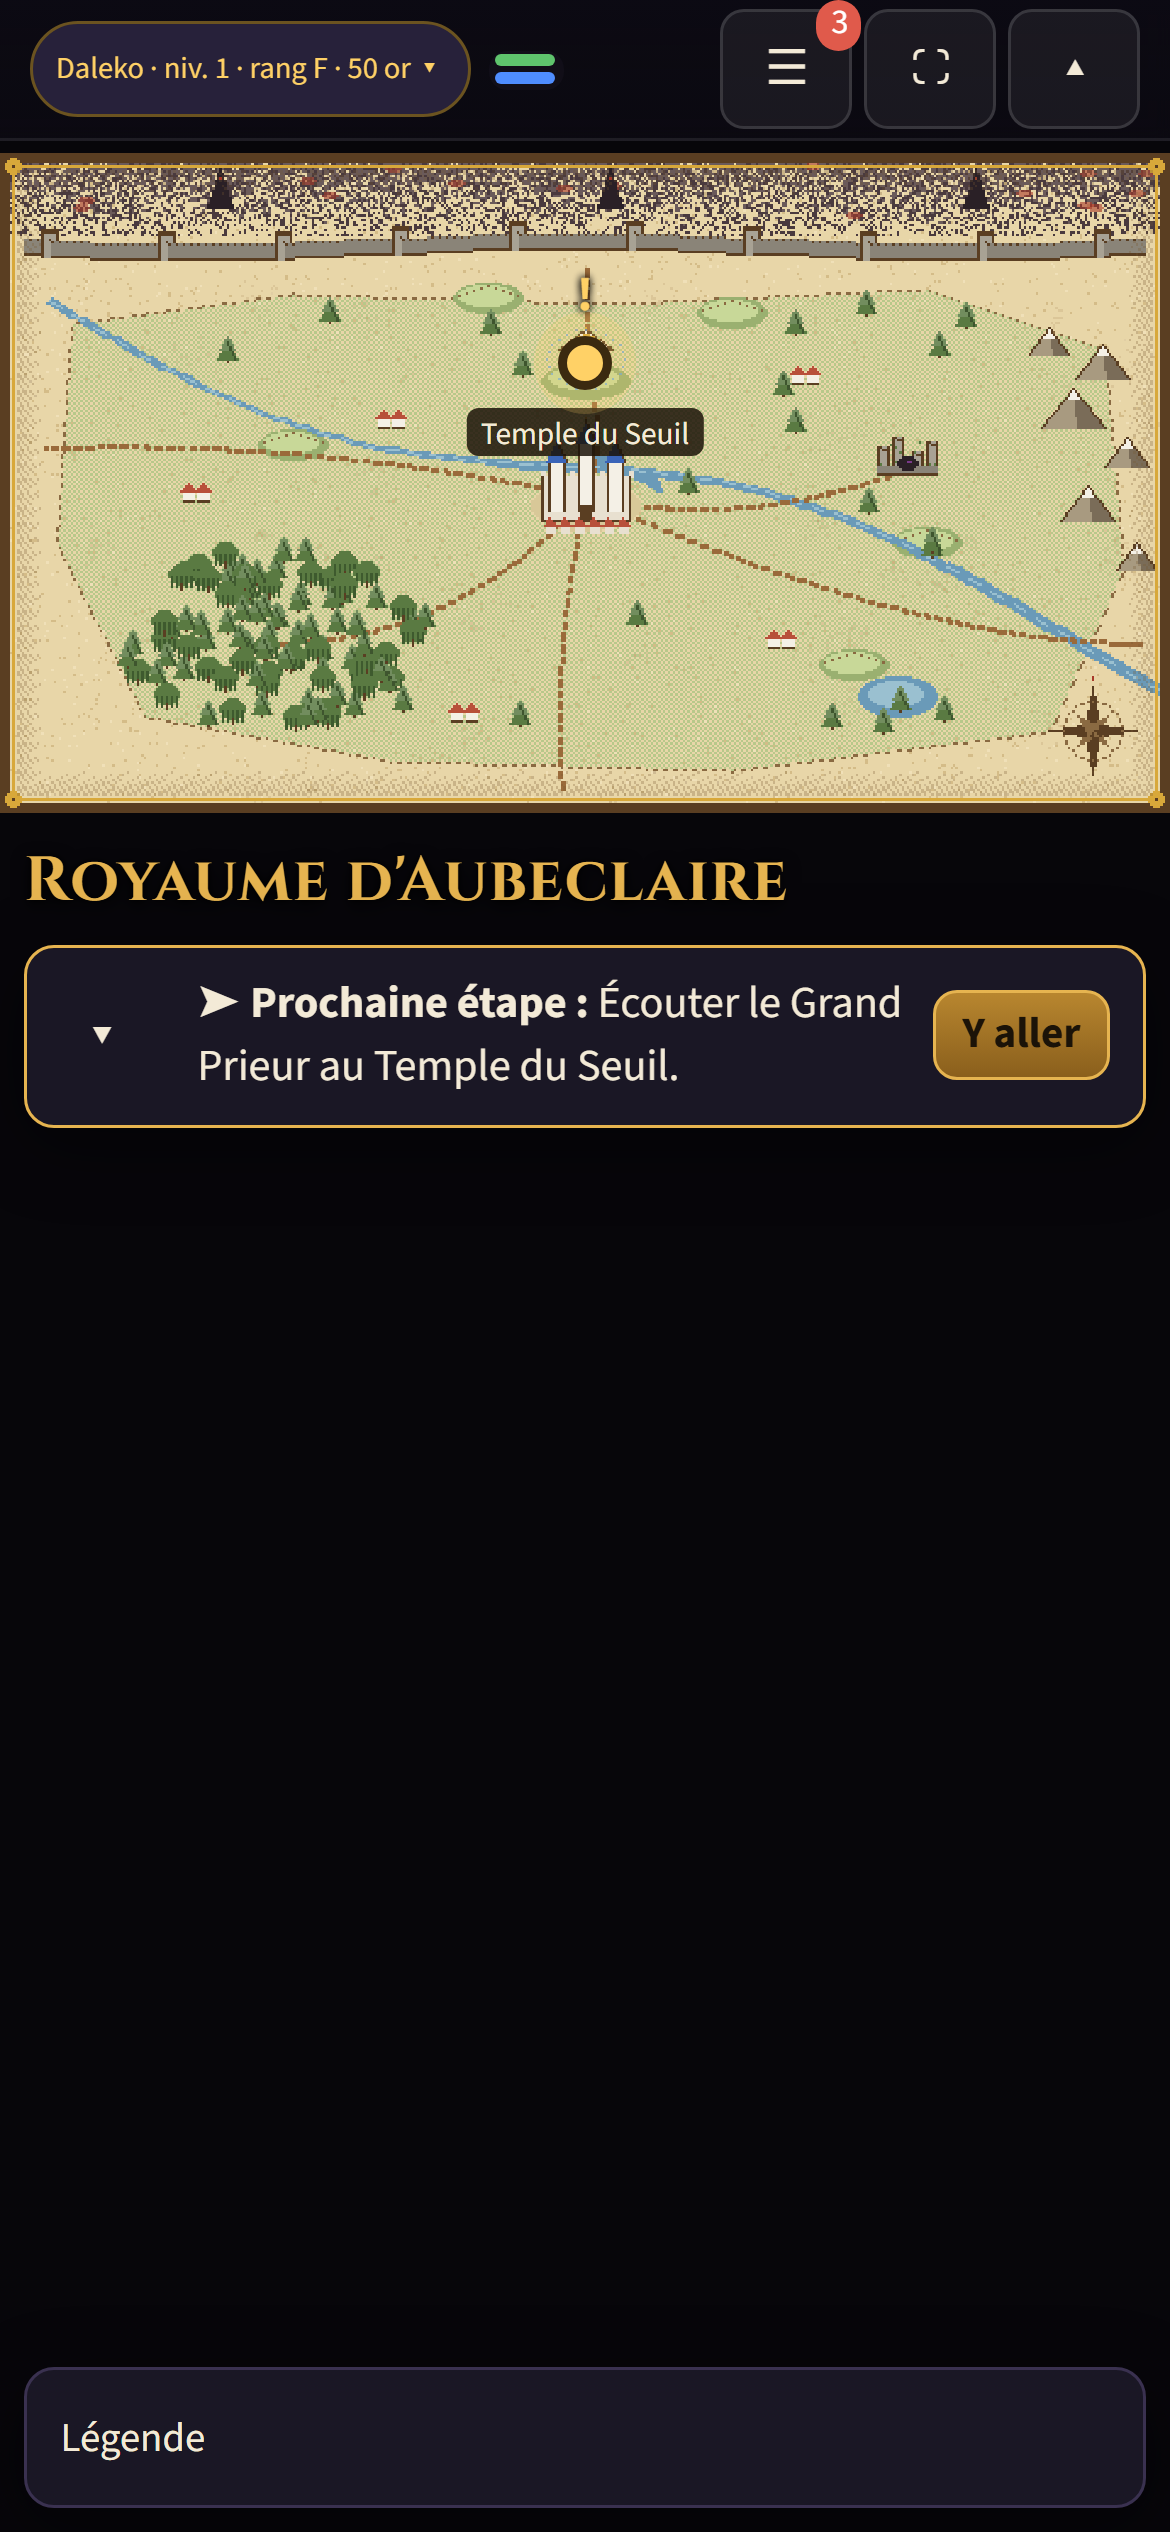 Daleko · niv. 1 · rang F · 50 or ▼
3
!
Temple du Seuil
Royaume d'Aubeclaire
➤ Prochaine étape : Écouter le Grand
Prieur au Temple du Seuil.
Y aller
Légende